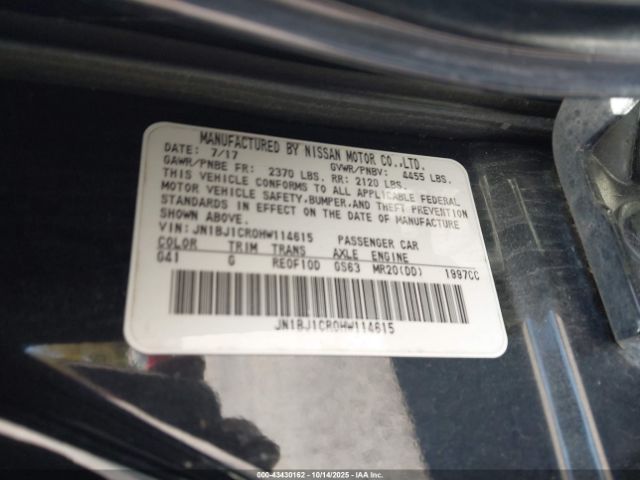 MANUFACTURED BY NISSAN MOTOR CO.,LTD.
DATE: 7/17 GVWR/PNBV: 4455 LBS.
GAWR/PNBE FR: 2370 LBS. RR: 2120 LBS.
THIS VEHICLE CONFORMS TO ALL APPLICABLE FEDERAL
MOTOR VEHICLE SAFETY,BUMPER,AND THEFT PREVENTION
STANDARDS IN EFFECT ON THE DATE OF MANUFACTURE
SHOWN ABOVE.
VIN: JN1BJ1CR0HW114615 PASSENGER CAR
COLOR TRIM TRANS AXLE ENGINE
G41 G RE0F10D GS63 MR20(DD) 1997CC
JN1BJ1CR0HW114615
000-43430162 - 10/14/2025 - IAA Inc.